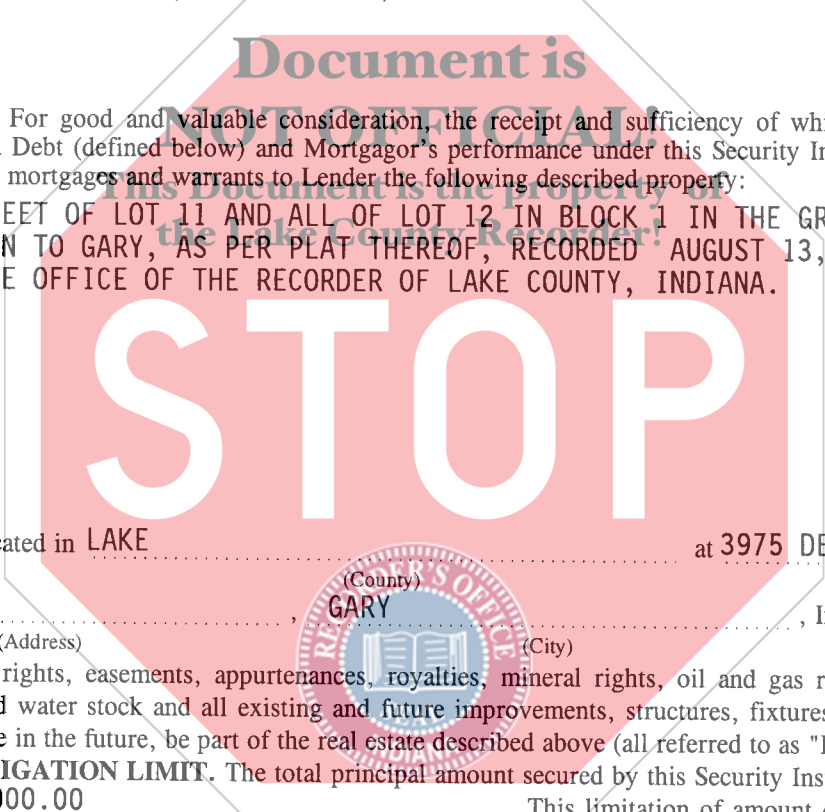 Document is
NOT OFFICIAL!
This Document is the property of
the Lake County Recorder!
STOP
For good and valuable consideration, the receipt and sufficiency of whi
Debt (defined below) and Mortgagor's performance under this Security In
mortgages and warrants to Lender the following described property:
EET OF LOT 11 AND ALL OF LOT 12 IN BLOCK 1 IN THE GR
N TO GARY, AS PER PLAT THEREOF, RECORDED AUGUST 13,
E OFFICE OF THE RECORDER OF LAKE COUNTY, INDIANA.
ated in LAKE at 3975 DE
(County)
, GARY , I
(Address) (City)
rights, easements, appurtenances, royalties, mineral rights, oil and gas r
d water stock and all existing and future improvements, structures, fixtures
e in the future, be part of the real estate described above (all referred to as "
IGATION LIMIT. The total principal amount secured by this Security Ins
000.00 This limitation of amount
RECORDER'S OFFICE
INDIANA